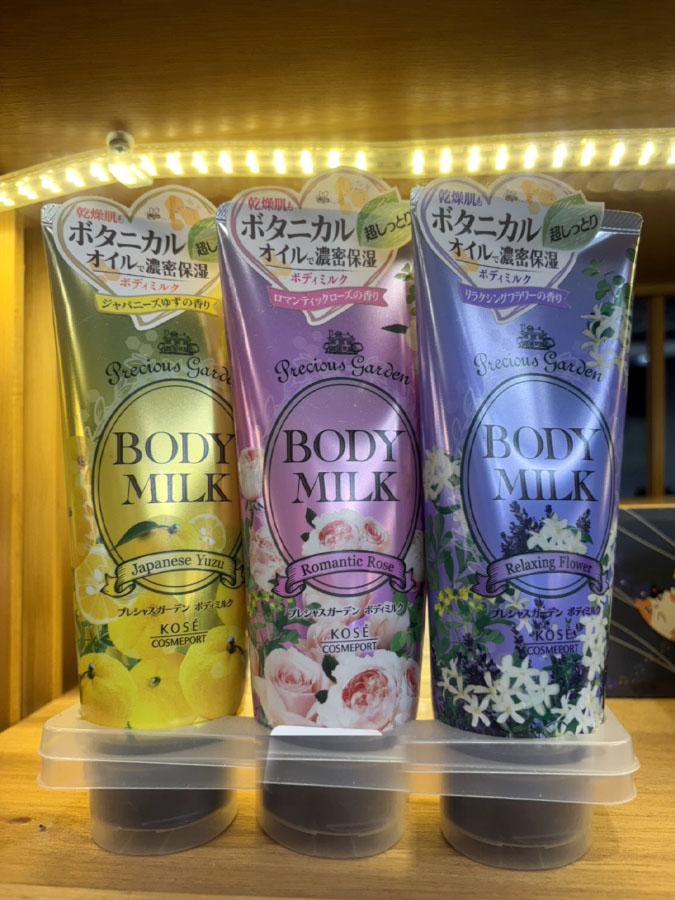 乾燥肌も
ボタニカル
オイルで濃密保湿
超しっとり
ボディミルク
ジャパニーズゆずの香り
Precious Garden
BODY
MILK
Japanese Yuzu
プレシャスガーデン ボディミルク
KOSÉ
COSMEPORT
乾燥肌も
ボタニカル
オイルで濃密保湿
超しっとり
ボディミルク
ロマンティックローズの香り
Precious Garden
BODY
MILK
Romantic Rose
プレシャスガーデン ボディミルク
KOSÉ
COSMEPORT
乾燥肌も
ボタニカル
オイルで濃密保湿
超しっとり
ボディミルク
リラクシングフラワーの香り
Precious Garden
BODY
MILK
Relaxing Flower
プレシャスガーデン ボディミルク
KOSÉ
COSMEPORT